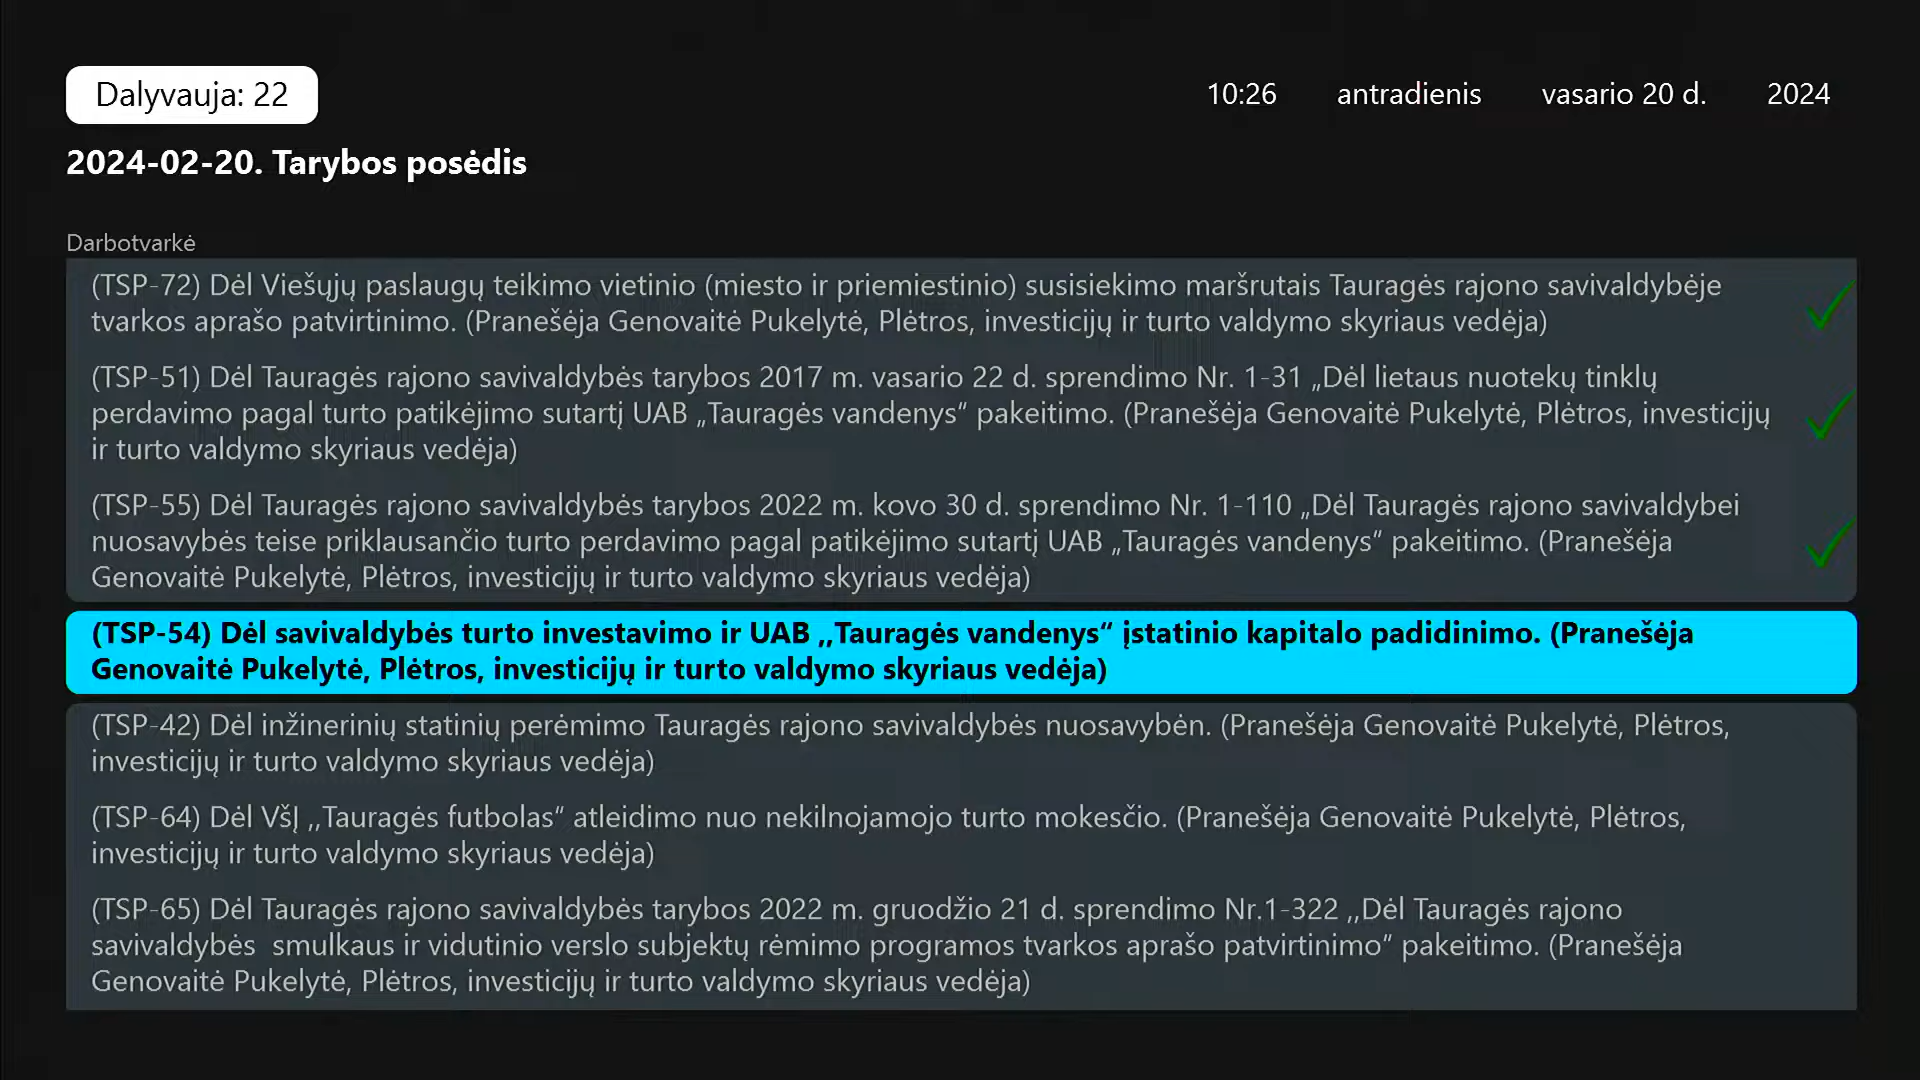 Dalyvauja: 22
10:26 antradienis vasario 20 d. 2024
2024-02-20. Tarybos posėdis
Darbotvarkė
(TSP-72) Dėl Viešųjų paslaugų teikimo vietinio (miesto ir priemiestinio) susisiekimo maršrutais Tauragės rajono savivaldybėje
tvarkos aprašo patvirtinimo. (Pranešėja Genovaitė Pukelytė, Plėtros, investicijų ir turto valdymo skyriaus vedėja)
(TSP-51) Dėl Tauragės rajono savivaldybės tarybos 2017 m. vasario 22 d. sprendimo Nr. 1-31 „Dėl lietaus nuotekų tinklų
perdavimo pagal turto patikėjimo sutartį UAB „Tauragės vandenys“ pakeitimo. (Pranešėja Genovaitė Pukelytė, Plėtros, investicijų
ir turto valdymo skyriaus vedėja)
(TSP-55) Dėl Tauragės rajono savivaldybės tarybos 2022 m. kovo 30 d. sprendimo Nr. 1-110 „Dėl Tauragės rajono savivaldybei
nuosavybės teise priklausančio turto perdavimo pagal patikėjimo sutartį UAB „Tauragės vandenys“ pakeitimo. (Pranešėja
Genovaitė Pukelytė, Plėtros, investicijų ir turto valdymo skyriaus vedėja)
(TSP-54) Dėl savivaldybės turto investavimo ir UAB ,,Tauragės vandenys“ įstatinio kapitalo padidinimo. (Pranešėja
Genovaitė Pukelytė, Plėtros, investicijų ir turto valdymo skyriaus vedėja)
(TSP-42) Dėl inžinerinių statinių perėmimo Tauragės rajono savivaldybės nuosavybėn. (Pranešėja Genovaitė Pukelytė, Plėtros,
investicijų ir turto valdymo skyriaus vedėja)
(TSP-64) Dėl VšĮ ,,Tauragės futbolas“ atleidimo nuo nekilnojamojo turto mokesčio. (Pranešėja Genovaitė Pukelytė, Plėtros,
investicijų ir turto valdymo skyriaus vedėja)
(TSP-65) Dėl Tauragės rajono savivaldybės tarybos 2022 m. gruodžio 21 d. sprendimo Nr.1-322 ,,Dėl Tauragės rajono
savivaldybės  smulkaus ir vidutinio verslo subjektų rėmimo programos tvarkos aprašo patvirtinimo” pakeitimo. (Pranešėja
Genovaitė Pukelytė, Plėtros, investicijų ir turto valdymo skyriaus vedėja)